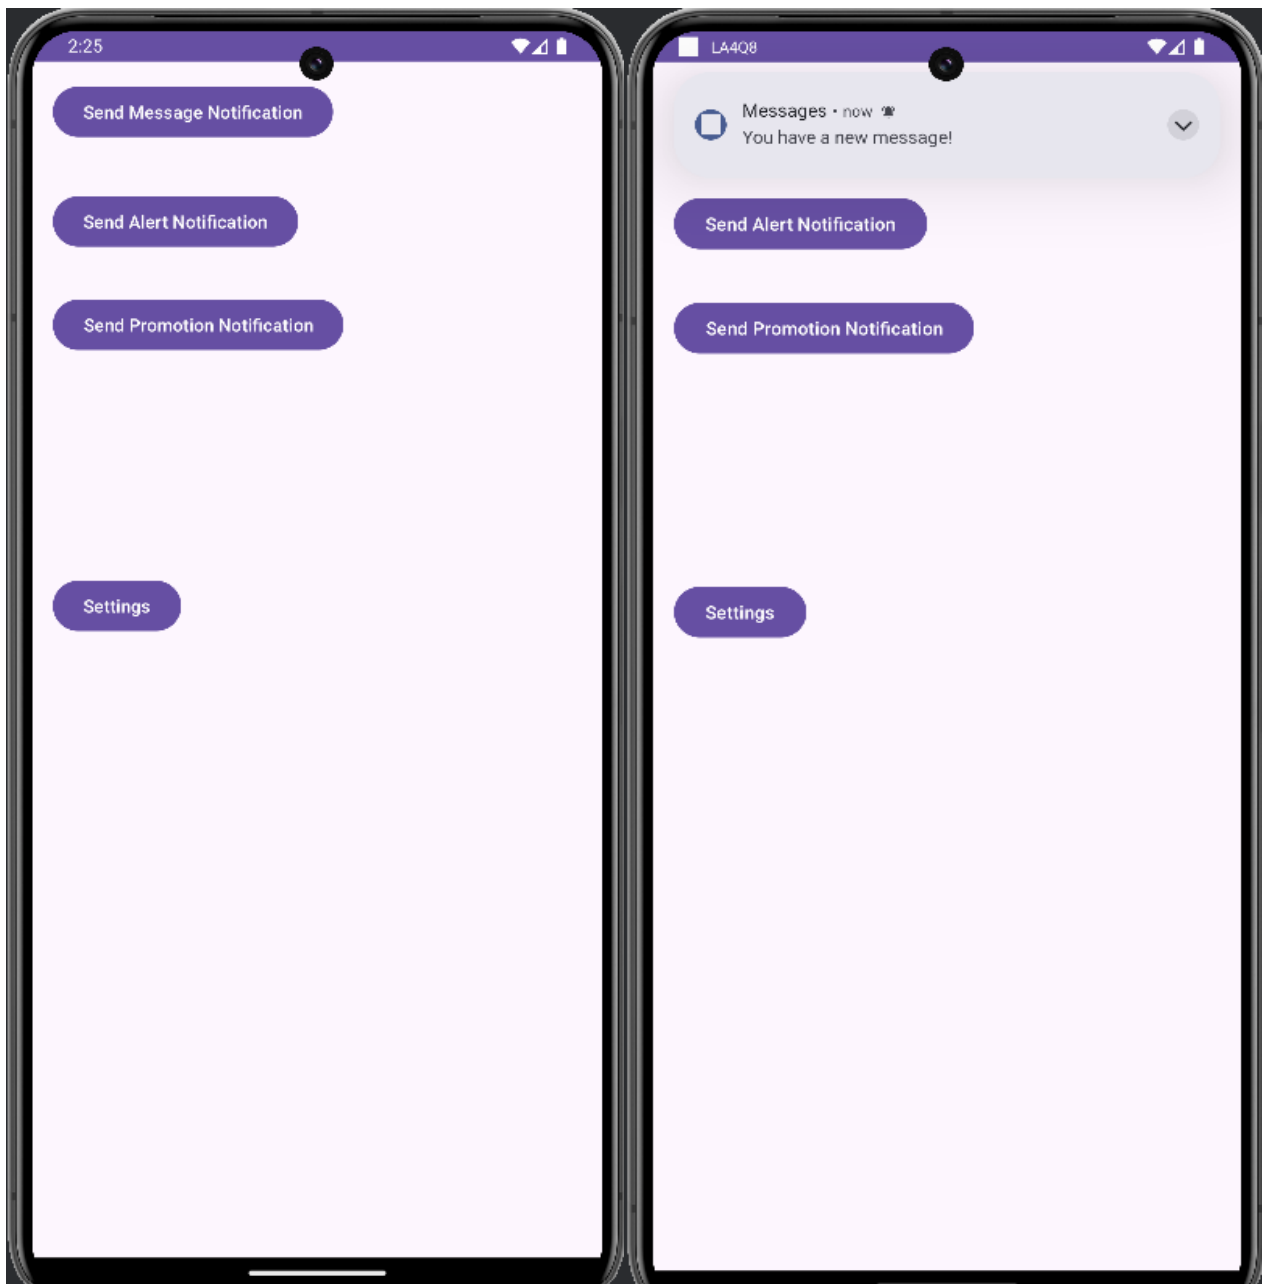 2:25
Send Message Notification
Send Alert Notification
Send Promotion Notification
Settings
LA4Q8
Messages • now
You have a new message!
Send Alert Notification
Send Promotion Notification
Settings